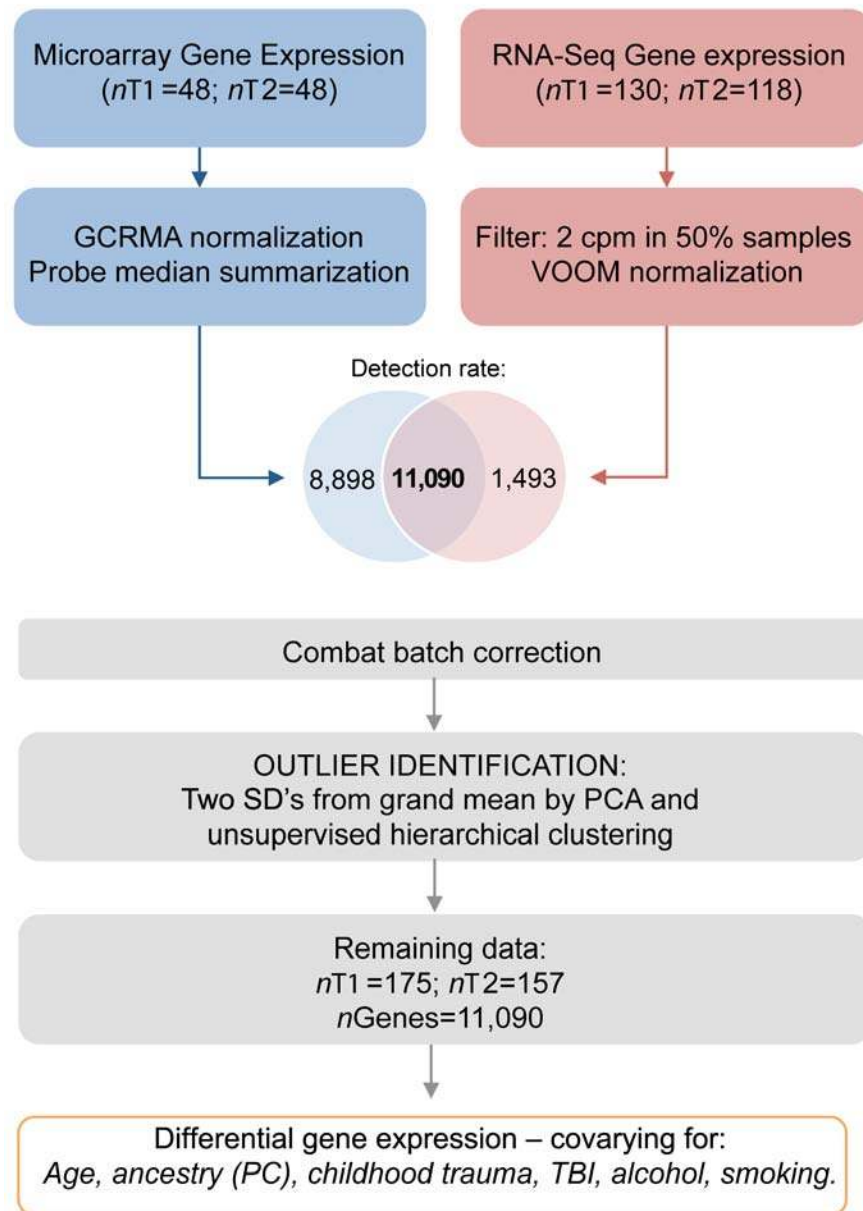 Microarray Gene Expression
(nT1=48; nT2=48)
RNA-Seq Gene expression
(nT1=130; nT2=118)
GCRMA normalization
Probe median summarization
Filter: 2 cpm in 50% samples
VOOM normalization
Detection rate:
8,898 11,090 1,493
Combat batch correction
OUTLIER IDENTIFICATION:
Two SD's from grand mean by PCA and
unsupervised hierarchical clustering
Remaining data:
nT1=175; nT2=157
nGenes=11,090
Differential gene expression – covarying for:
Age, ancestry (PC), childhood trauma, TBI, alcohol, smoking.